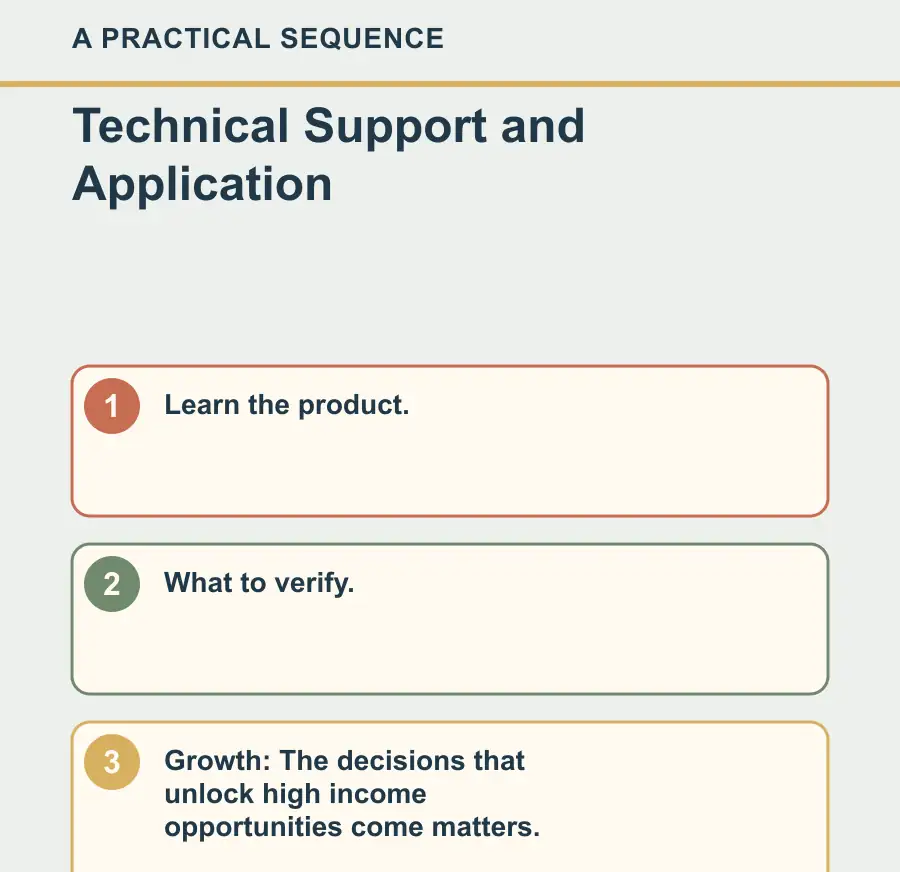 A PRACTICAL SEQUENCE
Technical Support and
Application
1
Learn the product.
2
What to verify.
3
Growth: The decisions that
unlock high income
opportunities come matters.